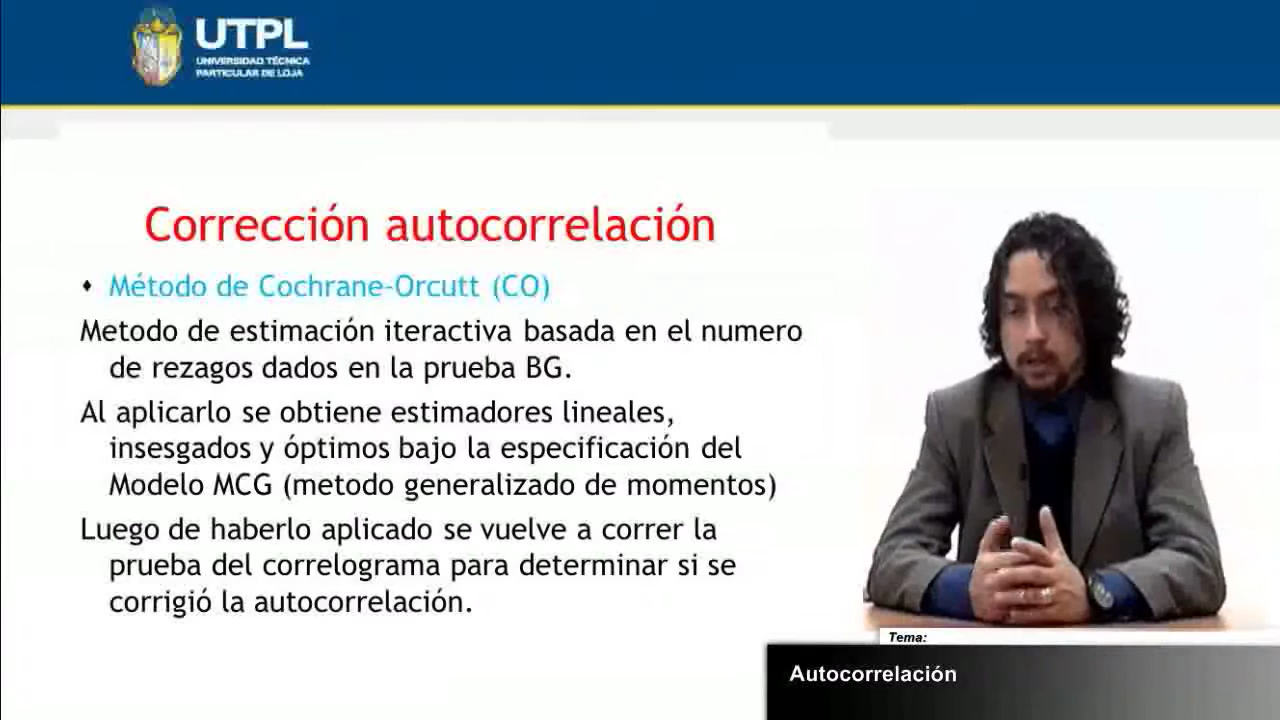 UTPL
UNIVERSIDAD TÉCNICA
PARTICULAR DE LOJA
Corrección autocorrelación
Método de Cochrane-Orcutt (CO)
Metodo de estimación iteractiva basada en el numero
de rezagos dados en la prueba BG.
Al aplicarlo se obtiene estimadores lineales,
insesgados y óptimos bajo la especificación del
Modelo MCG (metodo generalizado de momentos)
Luego de haberlo aplicado se vuelve a correr la
prueba del correlograma para determinar si se
corrigió la autocorrelación.
Tema:
Autocorrelación